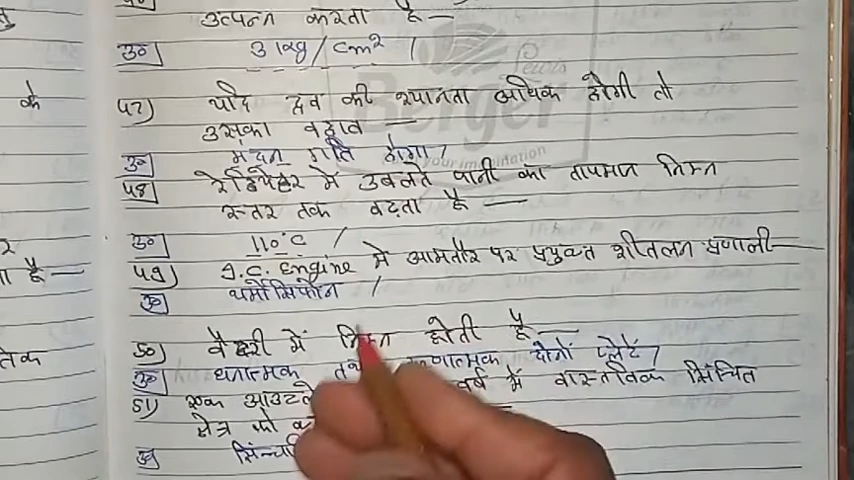 उत्पन्न करता है —
उ० 3 kg/cm² /
47) यदि द्रव की श्यानता अधिक होगी तो
उसका बहाव —
उ० मंदन गति होगा /
48) रेडियेटर में उबलते पानी का तापमान निम्न
स्तर तक बढ़ता है —
उ० 110°C /
49) I.C. Engine में आमतौर पर प्रयुक्त शीतलन प्रणाली —
उ० थर्मोसिफोन /
50) बैट्री में निम्न होती है —
उ० धनात्मक दोनों प्लेटें /
51) एक वर्ष में वास्तविक सिंचित
क्षेत्र को
उ०
के
है —